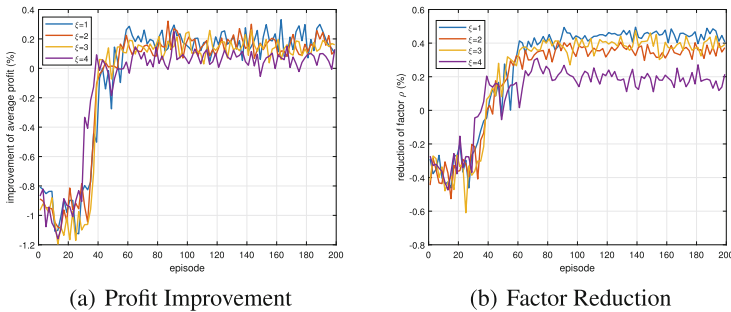 0.4
0.2
0
-0.2
-0.4
-0.6
-0.8
-1
-1.2
improvement of average profit (%)
ξ=1
ξ=2
ξ=3
ξ=4
0 20 40 60 80 100 120 140 160 180 200
episode
(a) Profit Improvement
0.6
0.4
0.2
0
-0.2
-0.4
-0.6
-0.8
reduction of factor ρ (%)
ξ=1
ξ=2
ξ=3
ξ=4
0 20 40 60 80 100 120 140 160 180 200
episode
(b) Factor Reduction